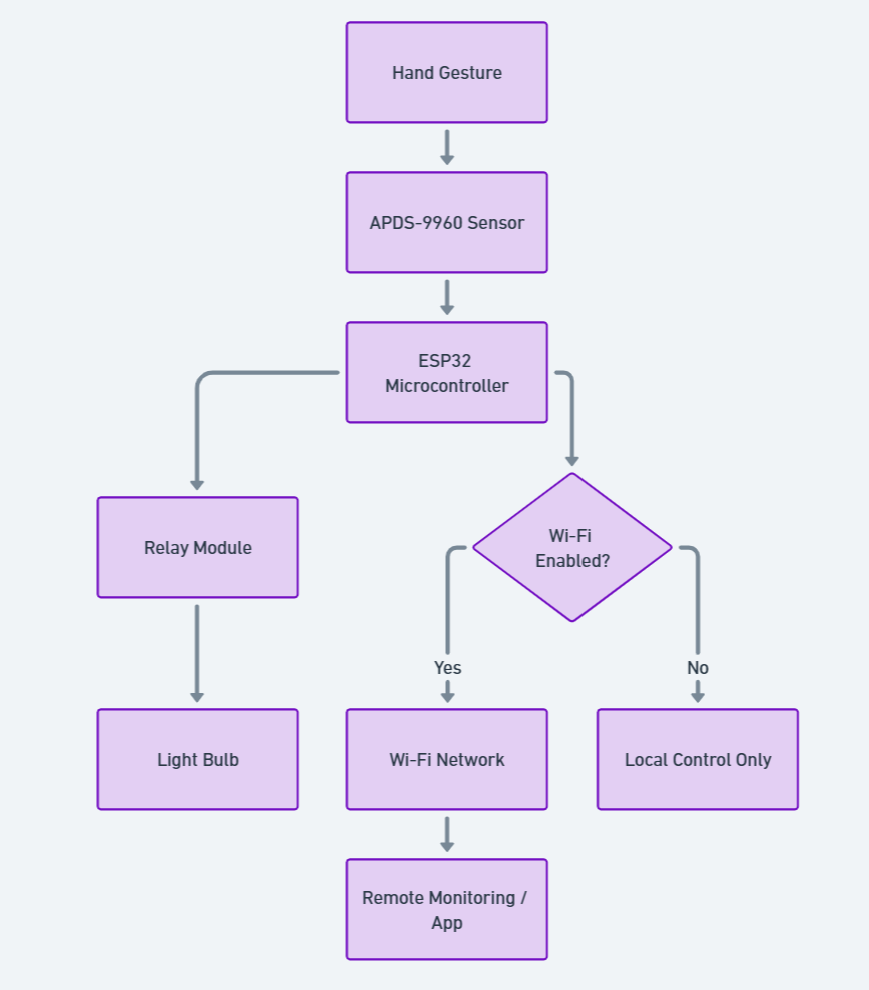 Hand Gesture
APDS-9960 Sensor
ESP32
Microcontroller
Relay Module
Wi-Fi
Enabled?
Yes
No
Light Bulb
Wi-Fi Network
Local Control Only
Remote Monitoring /
App